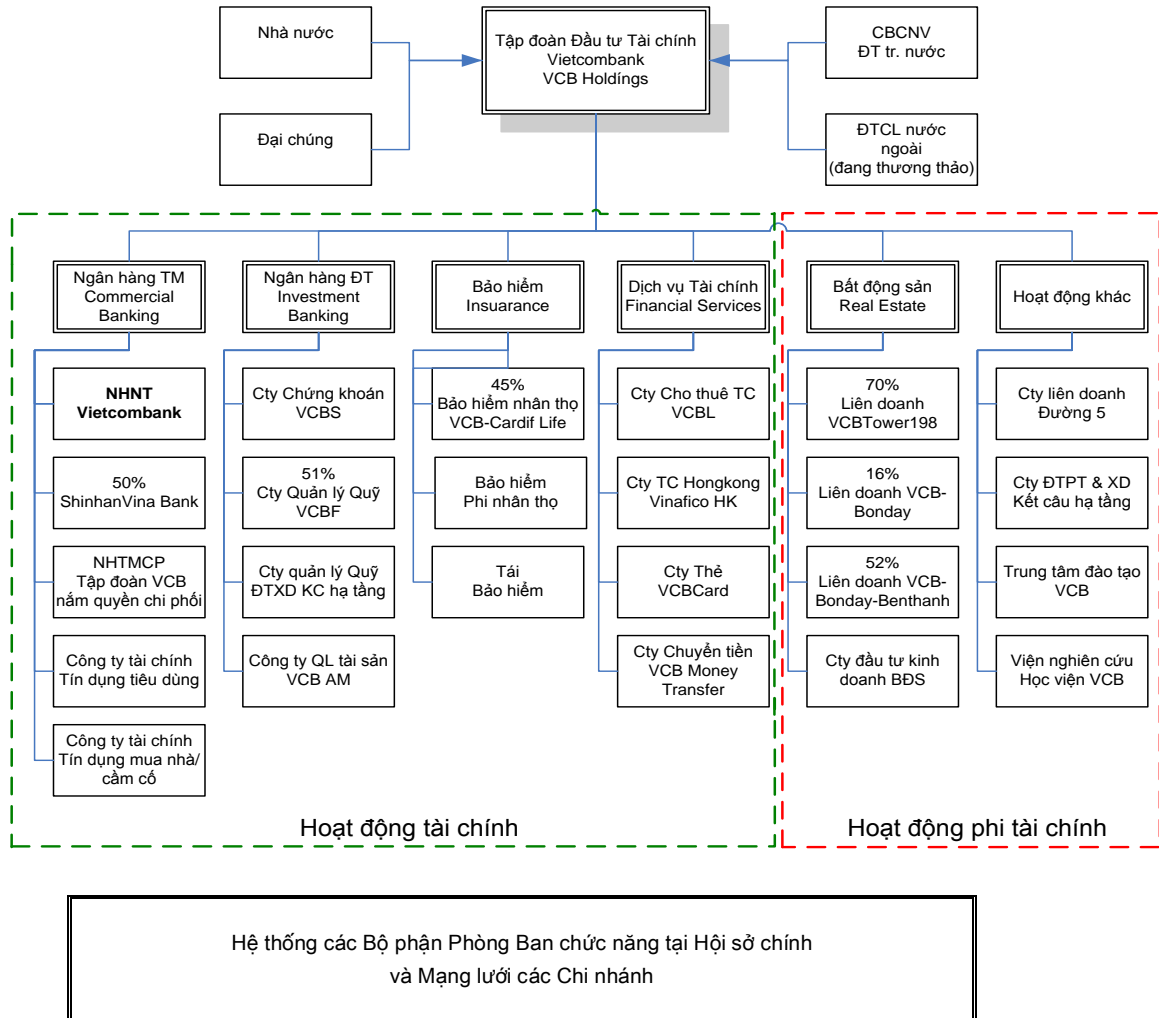 Nhà nước
Tập đoàn Đầu tư Tài chính
Vietcombank
VCB Holdings
CBCNV
ĐT tr. nước
Đại chúng
ĐTCL nước
ngoài
(đang thương thảo)
Ngân hàng TM
Commercial
Banking
Ngân hàng ĐT
Investment
Banking
Bảo hiểm
Insuarance
Dịch vụ Tài chính
Financial Services
Bất động sản
Real Estate
Hoạt động khác
NHNT
Vietcombank
Cty Chứng khoán
VCBS
45%
Bảo hiểm nhân thọ
VCB-Cardif Life
Cty Cho thuê TC
VCBL
70%
Liên doanh
VCBTower198
Cty liên doanh
Đường 5
50%
ShinhanVina Bank
51%
Cty Quản lý Quỹ
VCBF
Bảo hiểm
Phi nhân thọ
Cty TC Hongkong
Vinafico HK
16%
Liên doanh VCB-
Bonday
Cty ĐTPT & XD
Kết câu hạ tầng
NHTMCP
Tập đoàn VCB
nắm quyền chi phối
Cty quản lý Quỹ
ĐTXD KC hạ tầng
Tái
Bảo hiểm
Cty Thẻ
VCBCard
52%
Liên doanh VCB-
Bonday-Benthanh
Trung tâm đào tạo
VCB
Công ty tài chính
Tín dụng tiêu dùng
Công ty QL tài sản
VCB AM
Cty Chuyển tiền
VCB Money
Transfer
Cty đầu tư kinh
doanh BĐS
Viện nghiên cứu
Học viện VCB
Công ty tài chính
Tín dụng mua nhà/
cầm cố
Hoạt động tài chính
Hoạt động phi tài chính
Hệ thống các Bộ phận Phòng Ban chức năng tại Hội sở chính
và Mạng lưới các Chi nhánh